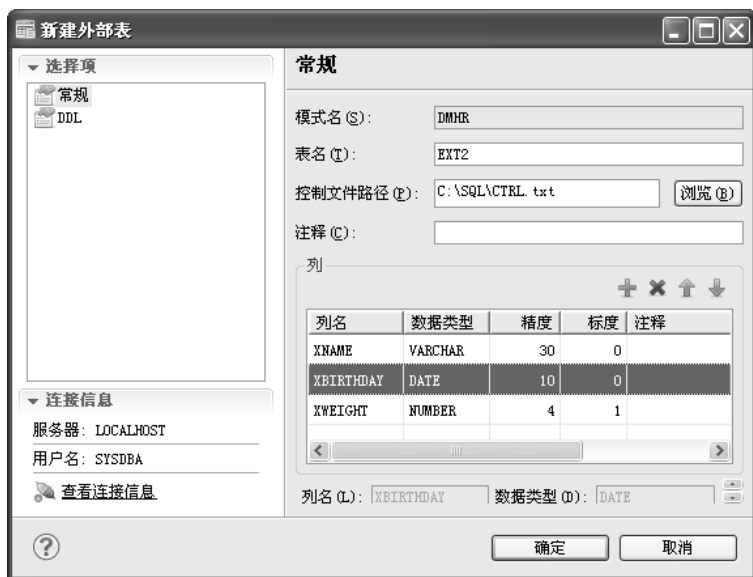 新建外部表
选择项
常规
DDL
连接信息
服务器: LOCALHOST
用户名: SYSDBA
查看连接信息
常规
模式名(S): DMHR
表名(T): EXT2
控制文件路径(P): C:\SQL\CTRL.txt 浏览(B)
注释(C):
列
列名 数据类型 精度 标度 注释
XNAME VARCHAR 30 0
XBIRTHDAY DATE 10 0
XWEIGHT NUMBER 4 1
列名(L): XBIRTHDAY 数据类型(D): DATE
确定 取消